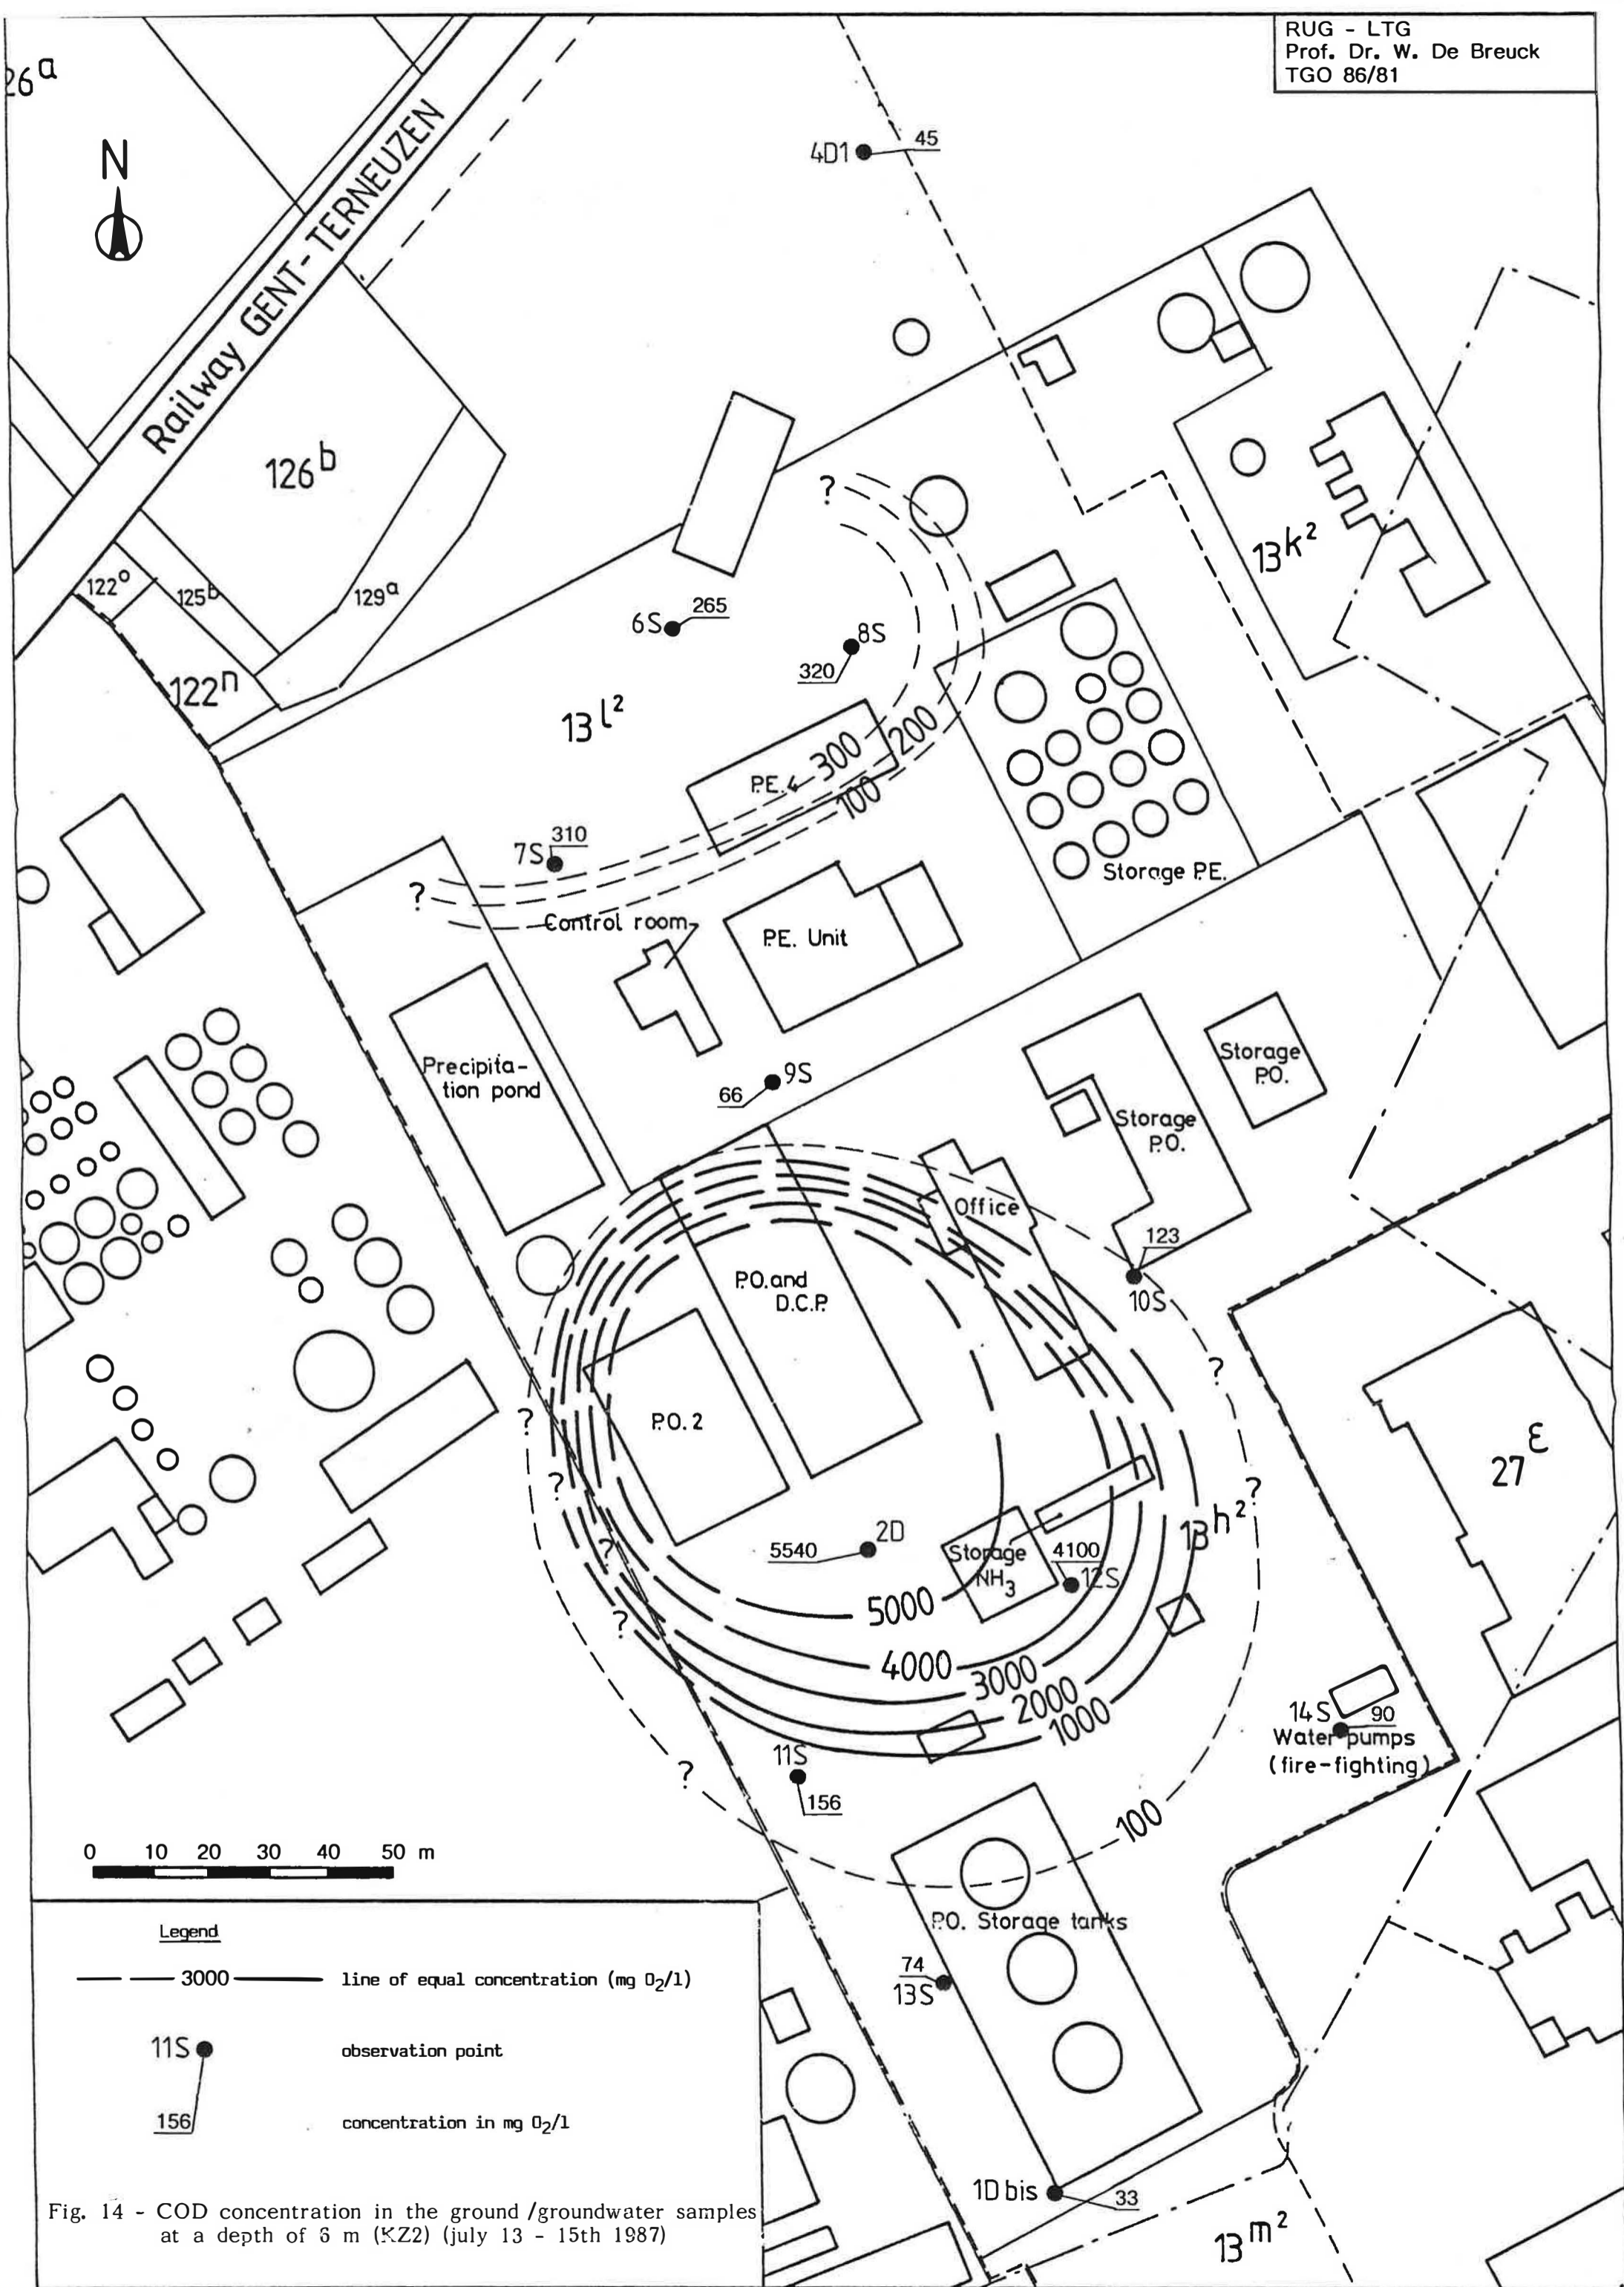 RUG - LTG
Prof. Dr. W. De Breuck
TGO 86/81
26a
N
Railway GENT-TERNEUZEN
4D1
45
126b
122o
125b
129a
122n
13k²
?
6S
265
8S
320
13l²
300
200
100
P.E.
7S
310
?
Control room
P.E. Unit
Storage P.E.
Precipita-
tion pond
9S
66
Storage
P.O.
Storage
P.O.
Office
123
10S
P.O. and
D.C.P.
?
?
P.O. 2
27E
?
?
13h²
2D
5540
Storage
NH3
4100
12S
?
?
5000
4000
3000
2000
1000
14S
90
Water pumps
(fire-fighting)
11S
156
?
100
0 10 20 30 40 50 m
P.O. Storage tanks
74
13S
Legend
3000 line of equal concentration (mg O2/l)
11S observation point
156 concentration in mg O2/l
1D bis
33
13m²
Fig. 14 - COD concentration in the ground /groundwater samples
at a depth of 6 m (KZ2) (july 13 - 15th 1987)